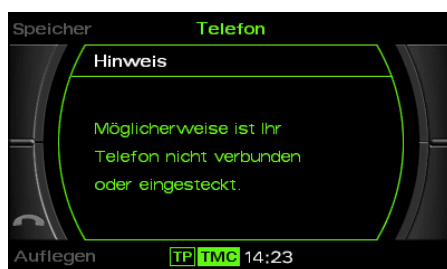 Speicher Telefon
Hinweis
Möglicherweise ist Ihr
Telefon nicht verbunden
oder eingesteckt.
Auflegen TP TMC 14:23